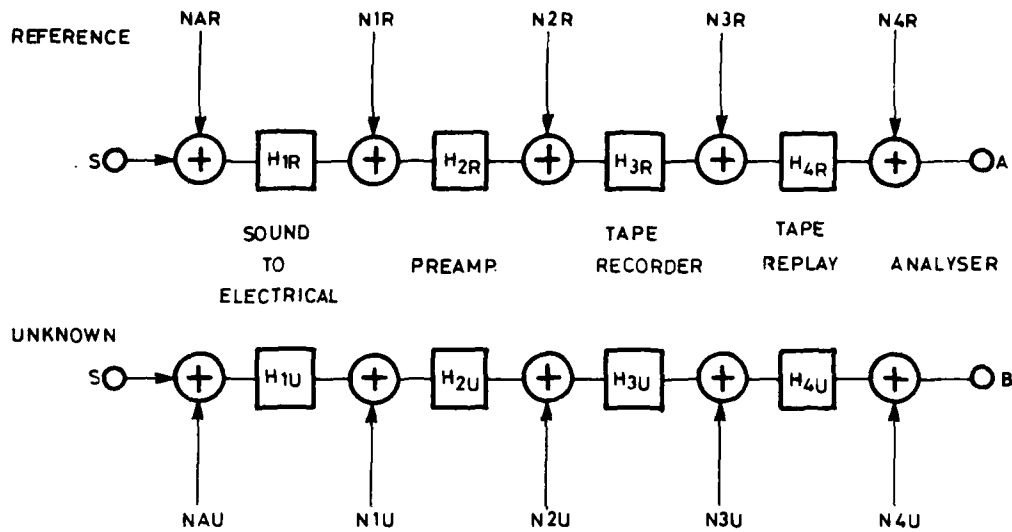 NAR N1R N2R N3R N4R
REFERENCE
S + H1R + H2R + H3R + H4R + A
SOUND TAPE TAPE
TO PREAMP. RECORDER REPLAY ANALYSER
ELECTRICAL
UNKNOWN
S + H1U + H2U + H3U + H4U + B
NAU N1U N2U N3U N4U